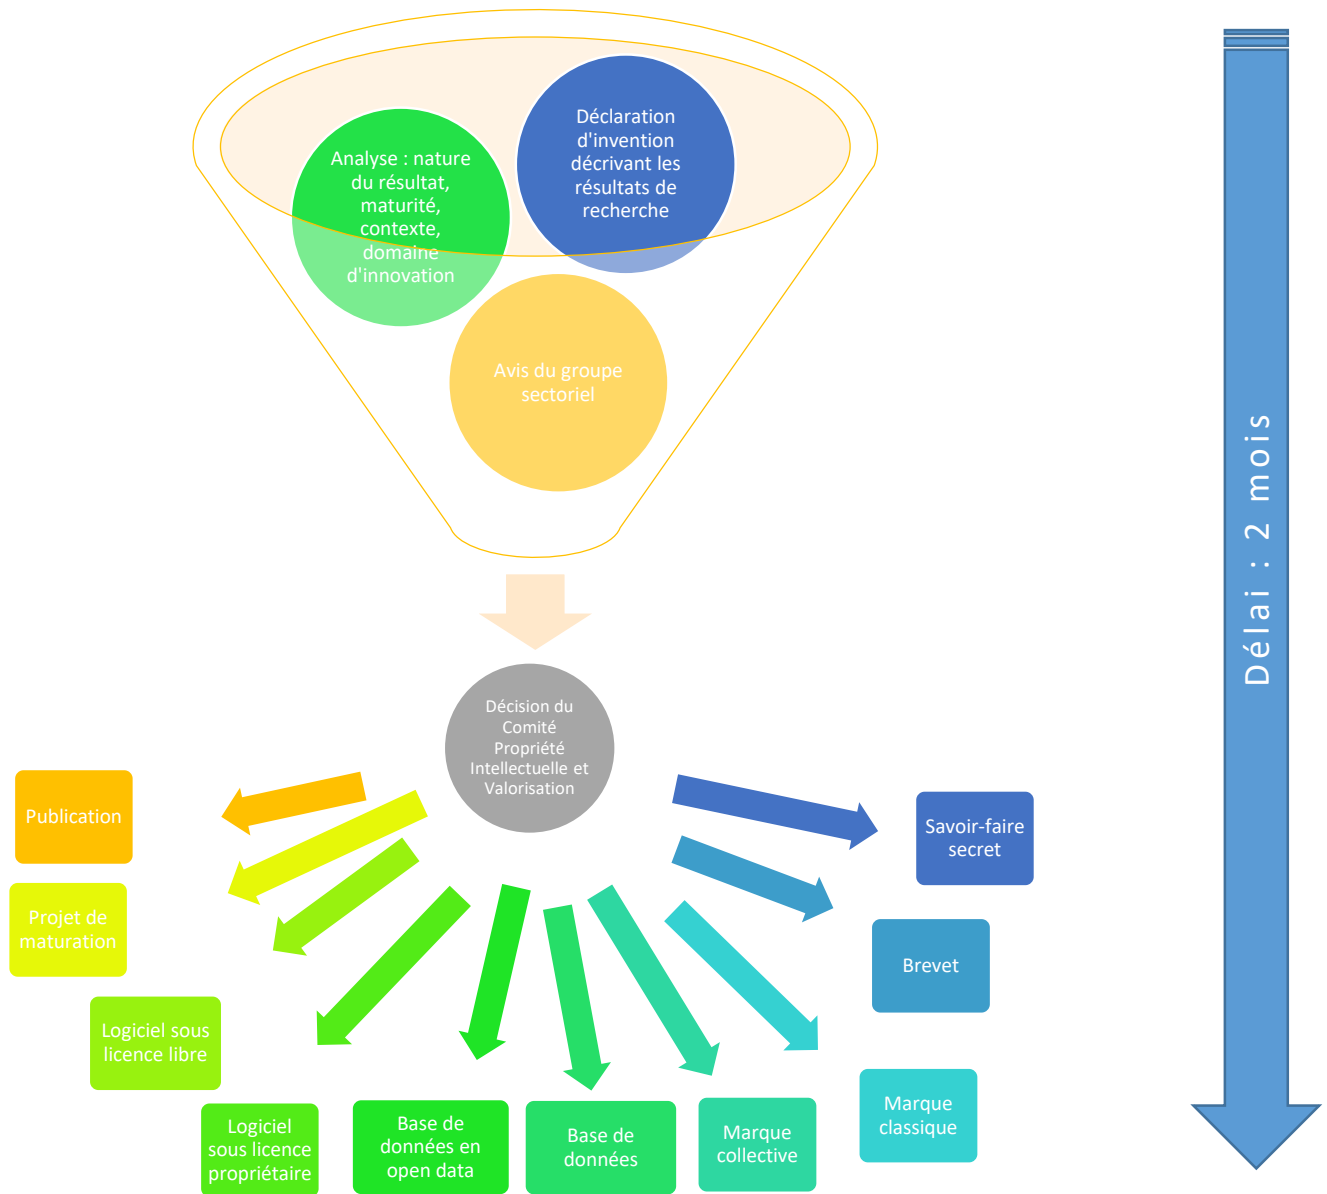 Déclaration
d'invention
décrivant les
résultats de
recherche
Analyse : nature
du résultat,
maturité,
contexte,
domaine
d'innovation
Avis du groupe
sectoriel
Délai : 2 mois
Décision du
Comité
Propriété
Intellectuelle et
Valorisation
Publication
Projet de
maturation
Logiciel sous
licence libre
Logiciel
sous licence
propriétaire
Base de
données en
open data
Base de
données
Marque
collective
Marque
classique
Brevet
Savoir-faire
secret